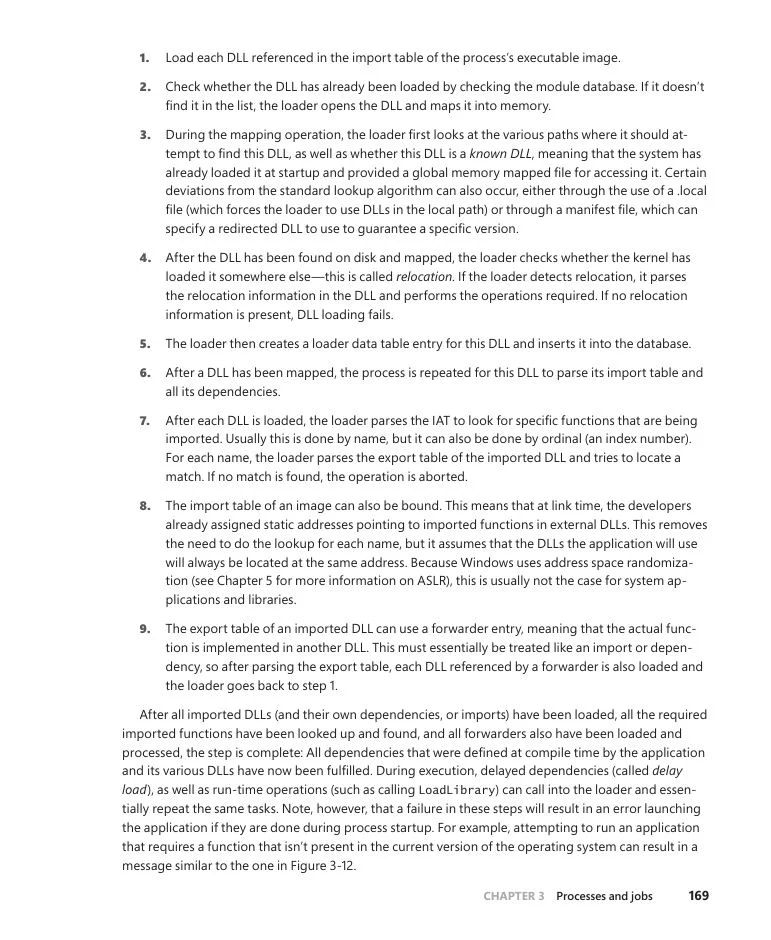 1. Load each DLL referenced in the import table of the process’s executable image.
2. Check whether the DLL has already been loaded by checking the module database. If it doesn’t
find it in the list, the loader opens the DLL and maps it into memory.
3. During the mapping operation, the loader first looks at the various paths where it should at-
tempt to find this DLL, as well as whether this DLL is a known DLL, meaning that the system has
already loaded it at startup and provided a global memory mapped file for accessing it. Certain
deviations from the standard lookup algorithm can also occur, either through the use of a .local
file (which forces the loader to use DLLs in the local path) or through a manifest file, which can
specify a redirected DLL to use to guarantee a specific version.
4. After the DLL has been found on disk and mapped, the loader checks whether the kernel has
loaded it somewhere else—this is called relocation. If the loader detects relocation, it parses
the relocation information in the DLL and performs the operations required. If no relocation
information is present, DLL loading fails.
5. The loader then creates a loader data table entry for this DLL and inserts it into the database.
6. After a DLL has been mapped, the process is repeated for this DLL to parse its import table and
all its dependencies.
7. After each DLL is loaded, the loader parses the IAT to look for specific functions that are being
imported. Usually this is done by name, but it can also be done by ordinal (an index number).
For each name, the loader parses the export table of the imported DLL and tries to locate a
match. If no match is found, the operation is aborted.
8. The import table of an image can also be bound. This means that at link time, the developers
already assigned static addresses pointing to imported functions in external DLLs. This removes
the need to do the lookup for each name, but it assumes that the DLLs the application will use
will always be located at the same address. Because Windows uses address space randomiza-
tion (see Chapter 5 for more information on ASLR), this is usually not the case for system ap-
plications and libraries.
9. The export table of an imported DLL can use a forwarder entry, meaning that the actual func-
tion is implemented in another DLL. This must essentially be treated like an import or depen-
dency, so after parsing the export table, each DLL referenced by a forwarder is also loaded and
the loader goes back to step 1.
After all imported DLLs (and their own dependencies, or imports) have been loaded, all the required
imported functions have been looked up and found, and all forwarders also have been loaded and
processed, the step is complete: All dependencies that were defined at compile time by the application
and its various DLLs have now been fulfilled. During execution, delayed dependencies (called delay
load), as well as run-time operations (such as calling LoadLibrary) can call into the loader and essen-
tially repeat the same tasks. Note, however, that a failure in these steps will result in an error launching
the application if they are done during process startup. For example, attempting to run an application
that requires a function that isn’t present in the current version of the operating system can result in a
message similar to the one in Figure 3-12.
CHAPTER 3 Processes and jobs 169